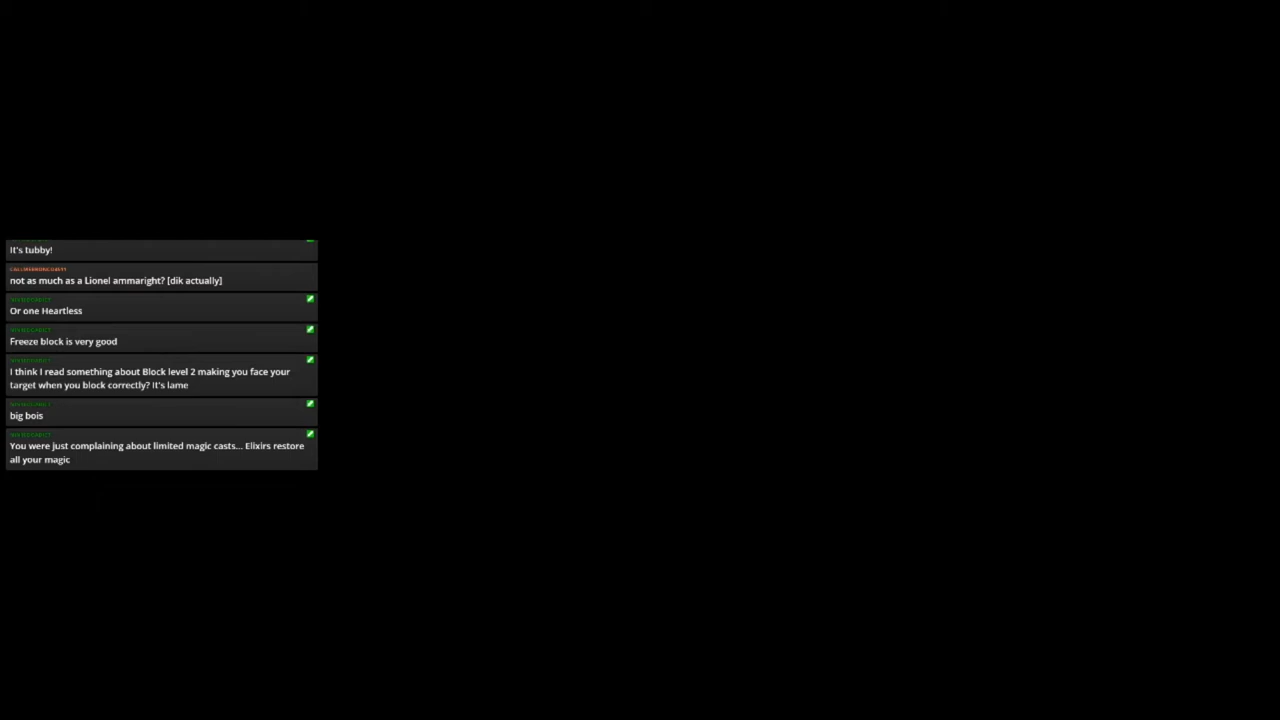 It's tubby!
not as much as a Lionel ammaright? [dik actually]
Or one Heartless
Freeze block is very good
I think I read something about Block level 2 making you face your
target when you block correctly? It's lame
big bois
You were just complaining about limited magic casts... Elixirs restore
all your magic